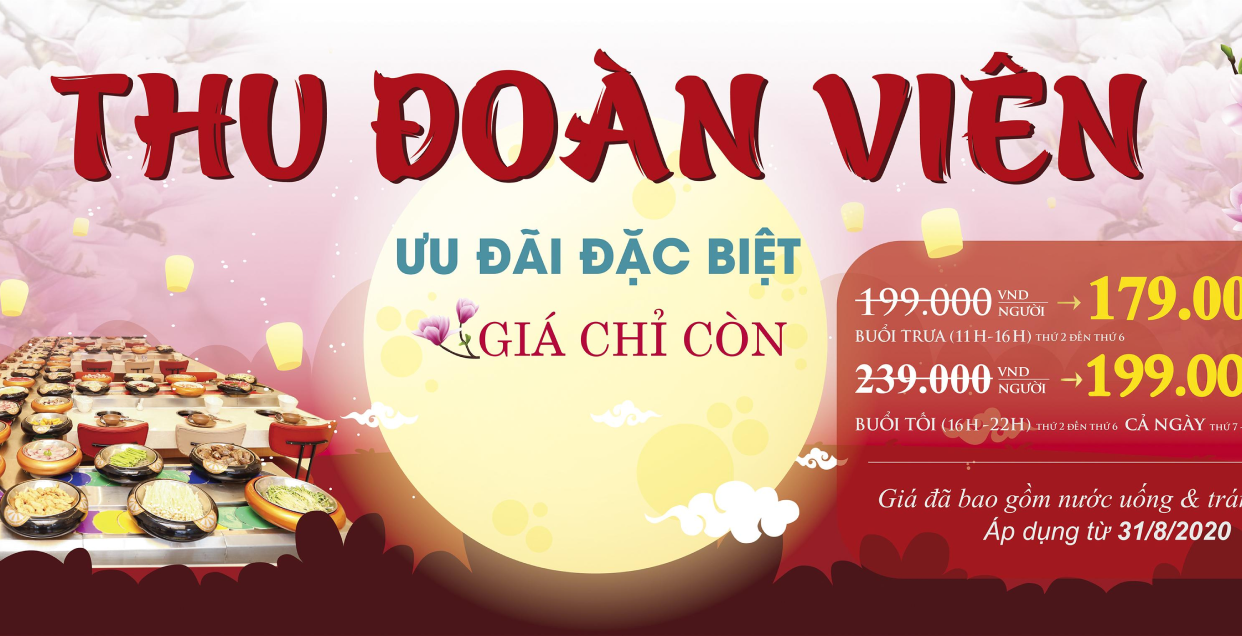 THU ĐOÀN VIÊN
ƯU ĐÃI ĐẶC BIỆT
GIÁ CHỈ CÒN
199.000 VND NGƯỜI → 179.00
BUỔI TRƯA (11H-16H) THỨ 2 ĐẾN THỨ 6
239.000 VND NGƯỜI → 199.00
BUỔI TỐI (16H-22H) THỨ 2 ĐẾN THỨ 6 CẢ NGÀY THỨ 7 -
Giá đã bao gồm nước uống & trá
Áp dụng từ 31/8/2020